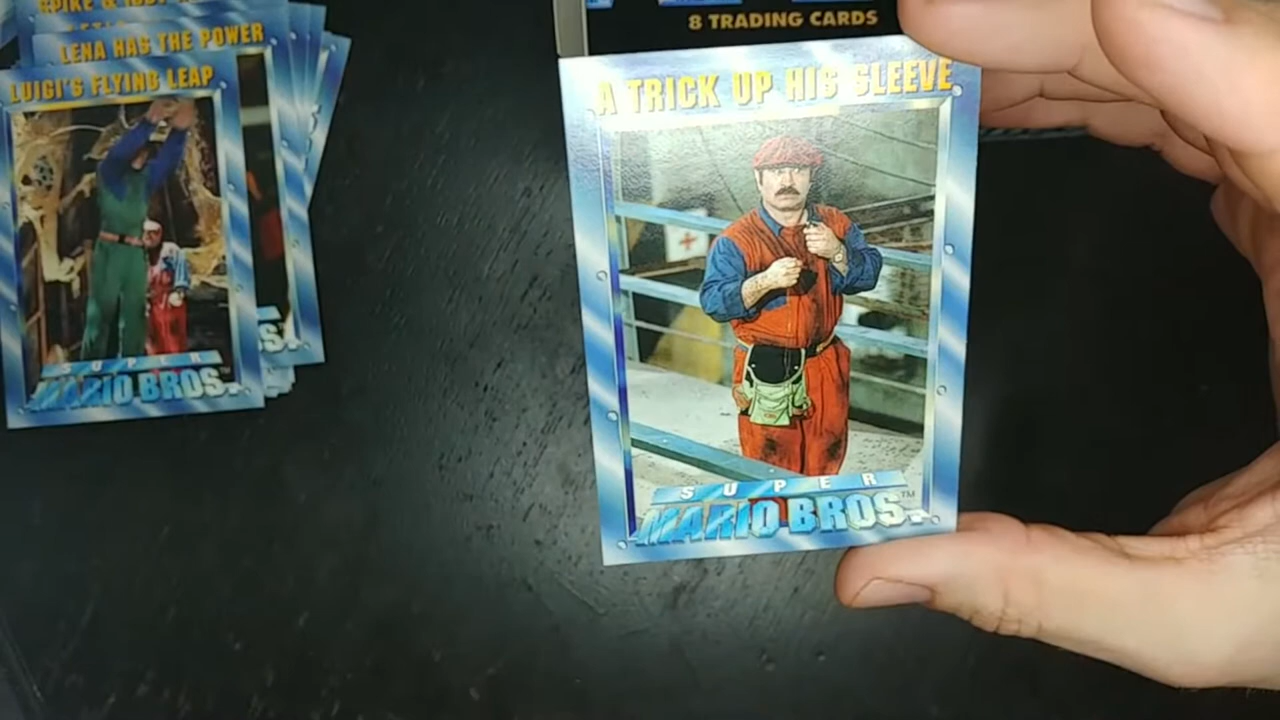 SPIKE &
LENA HAS THE POWER
LUIGI'S FLYING LEAP
SUPER
MARIO BROS.
8 TRADING CARDS
A TRICK UP HIS SLEEVE
SUPER
MARIO BROS.™